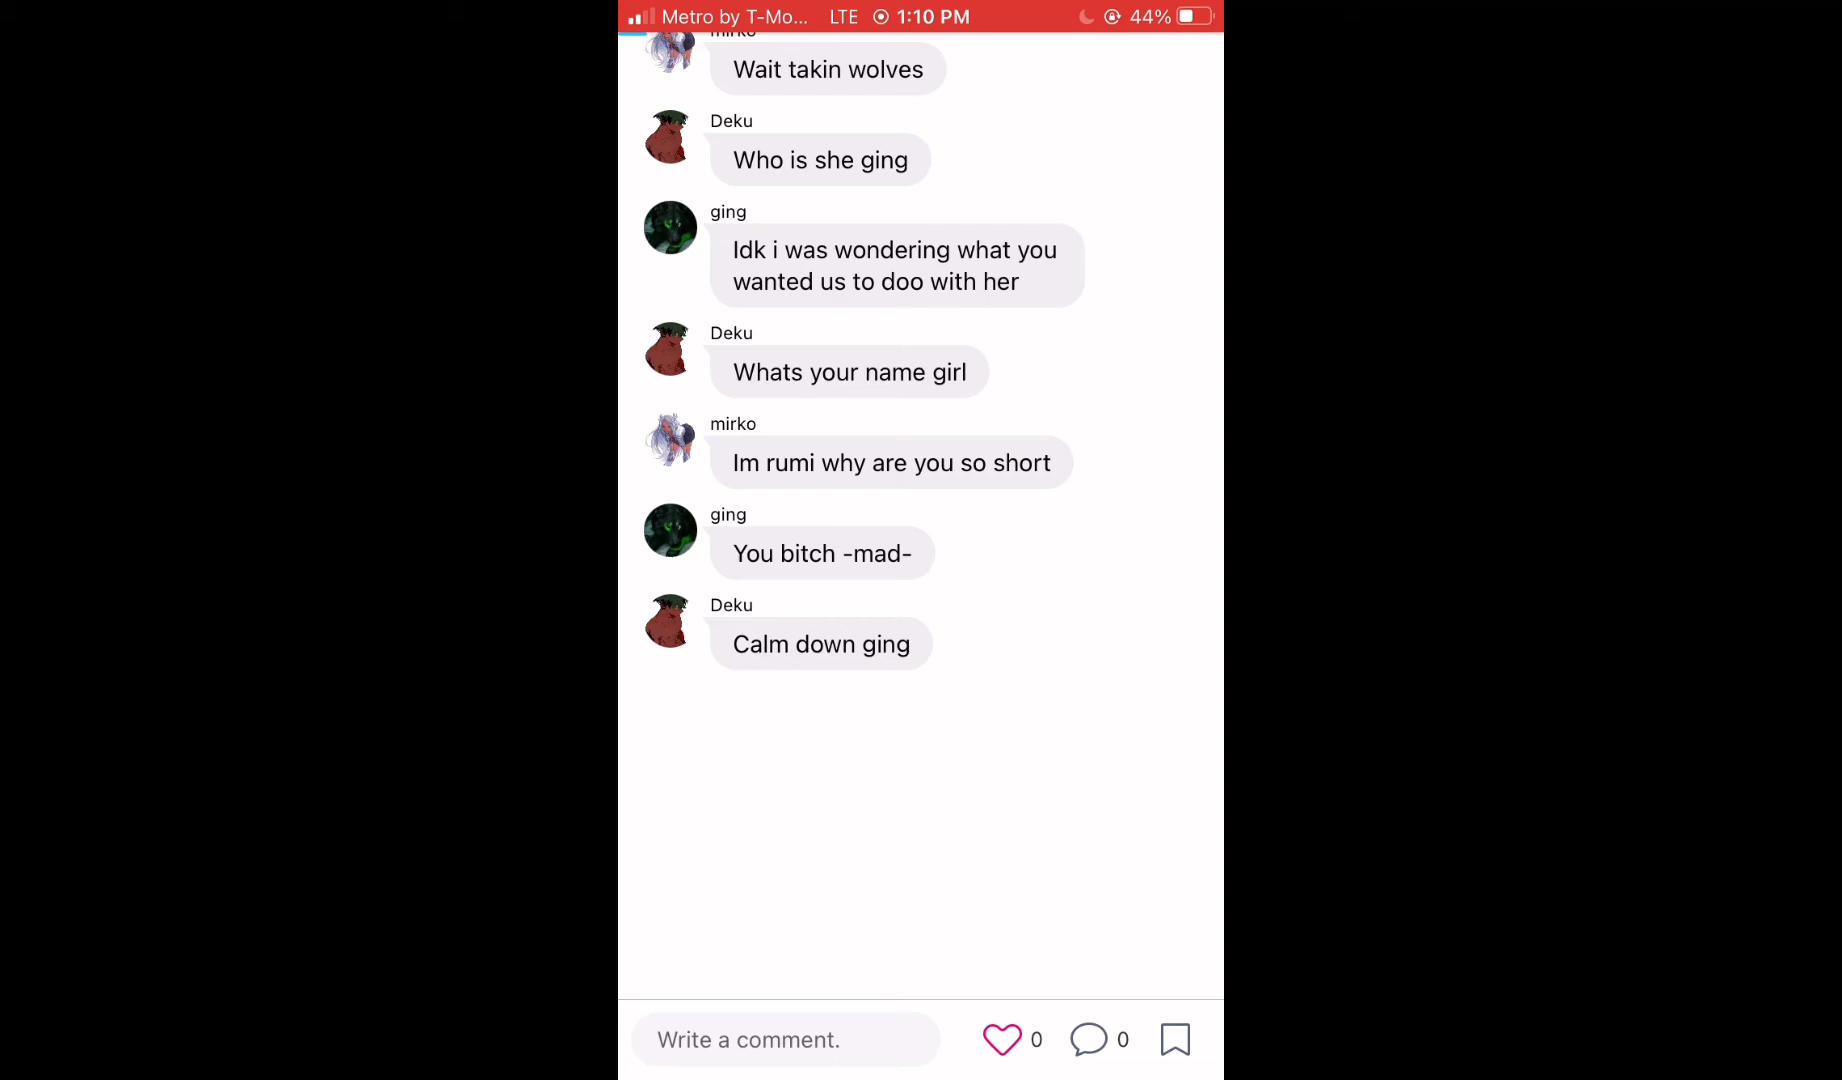 Metro by T-Mo... LTE 1:10 PM 44%
mirko
Wait takin wolves
Deku
Who is she ging
ging
Idk i was wondering what you
wanted us to doo with her
Deku
Whats your name girl
mirko
Im rumi why are you so short
ging
You bitch -mad-
Deku
Calm down ging
Write a comment. 0 0